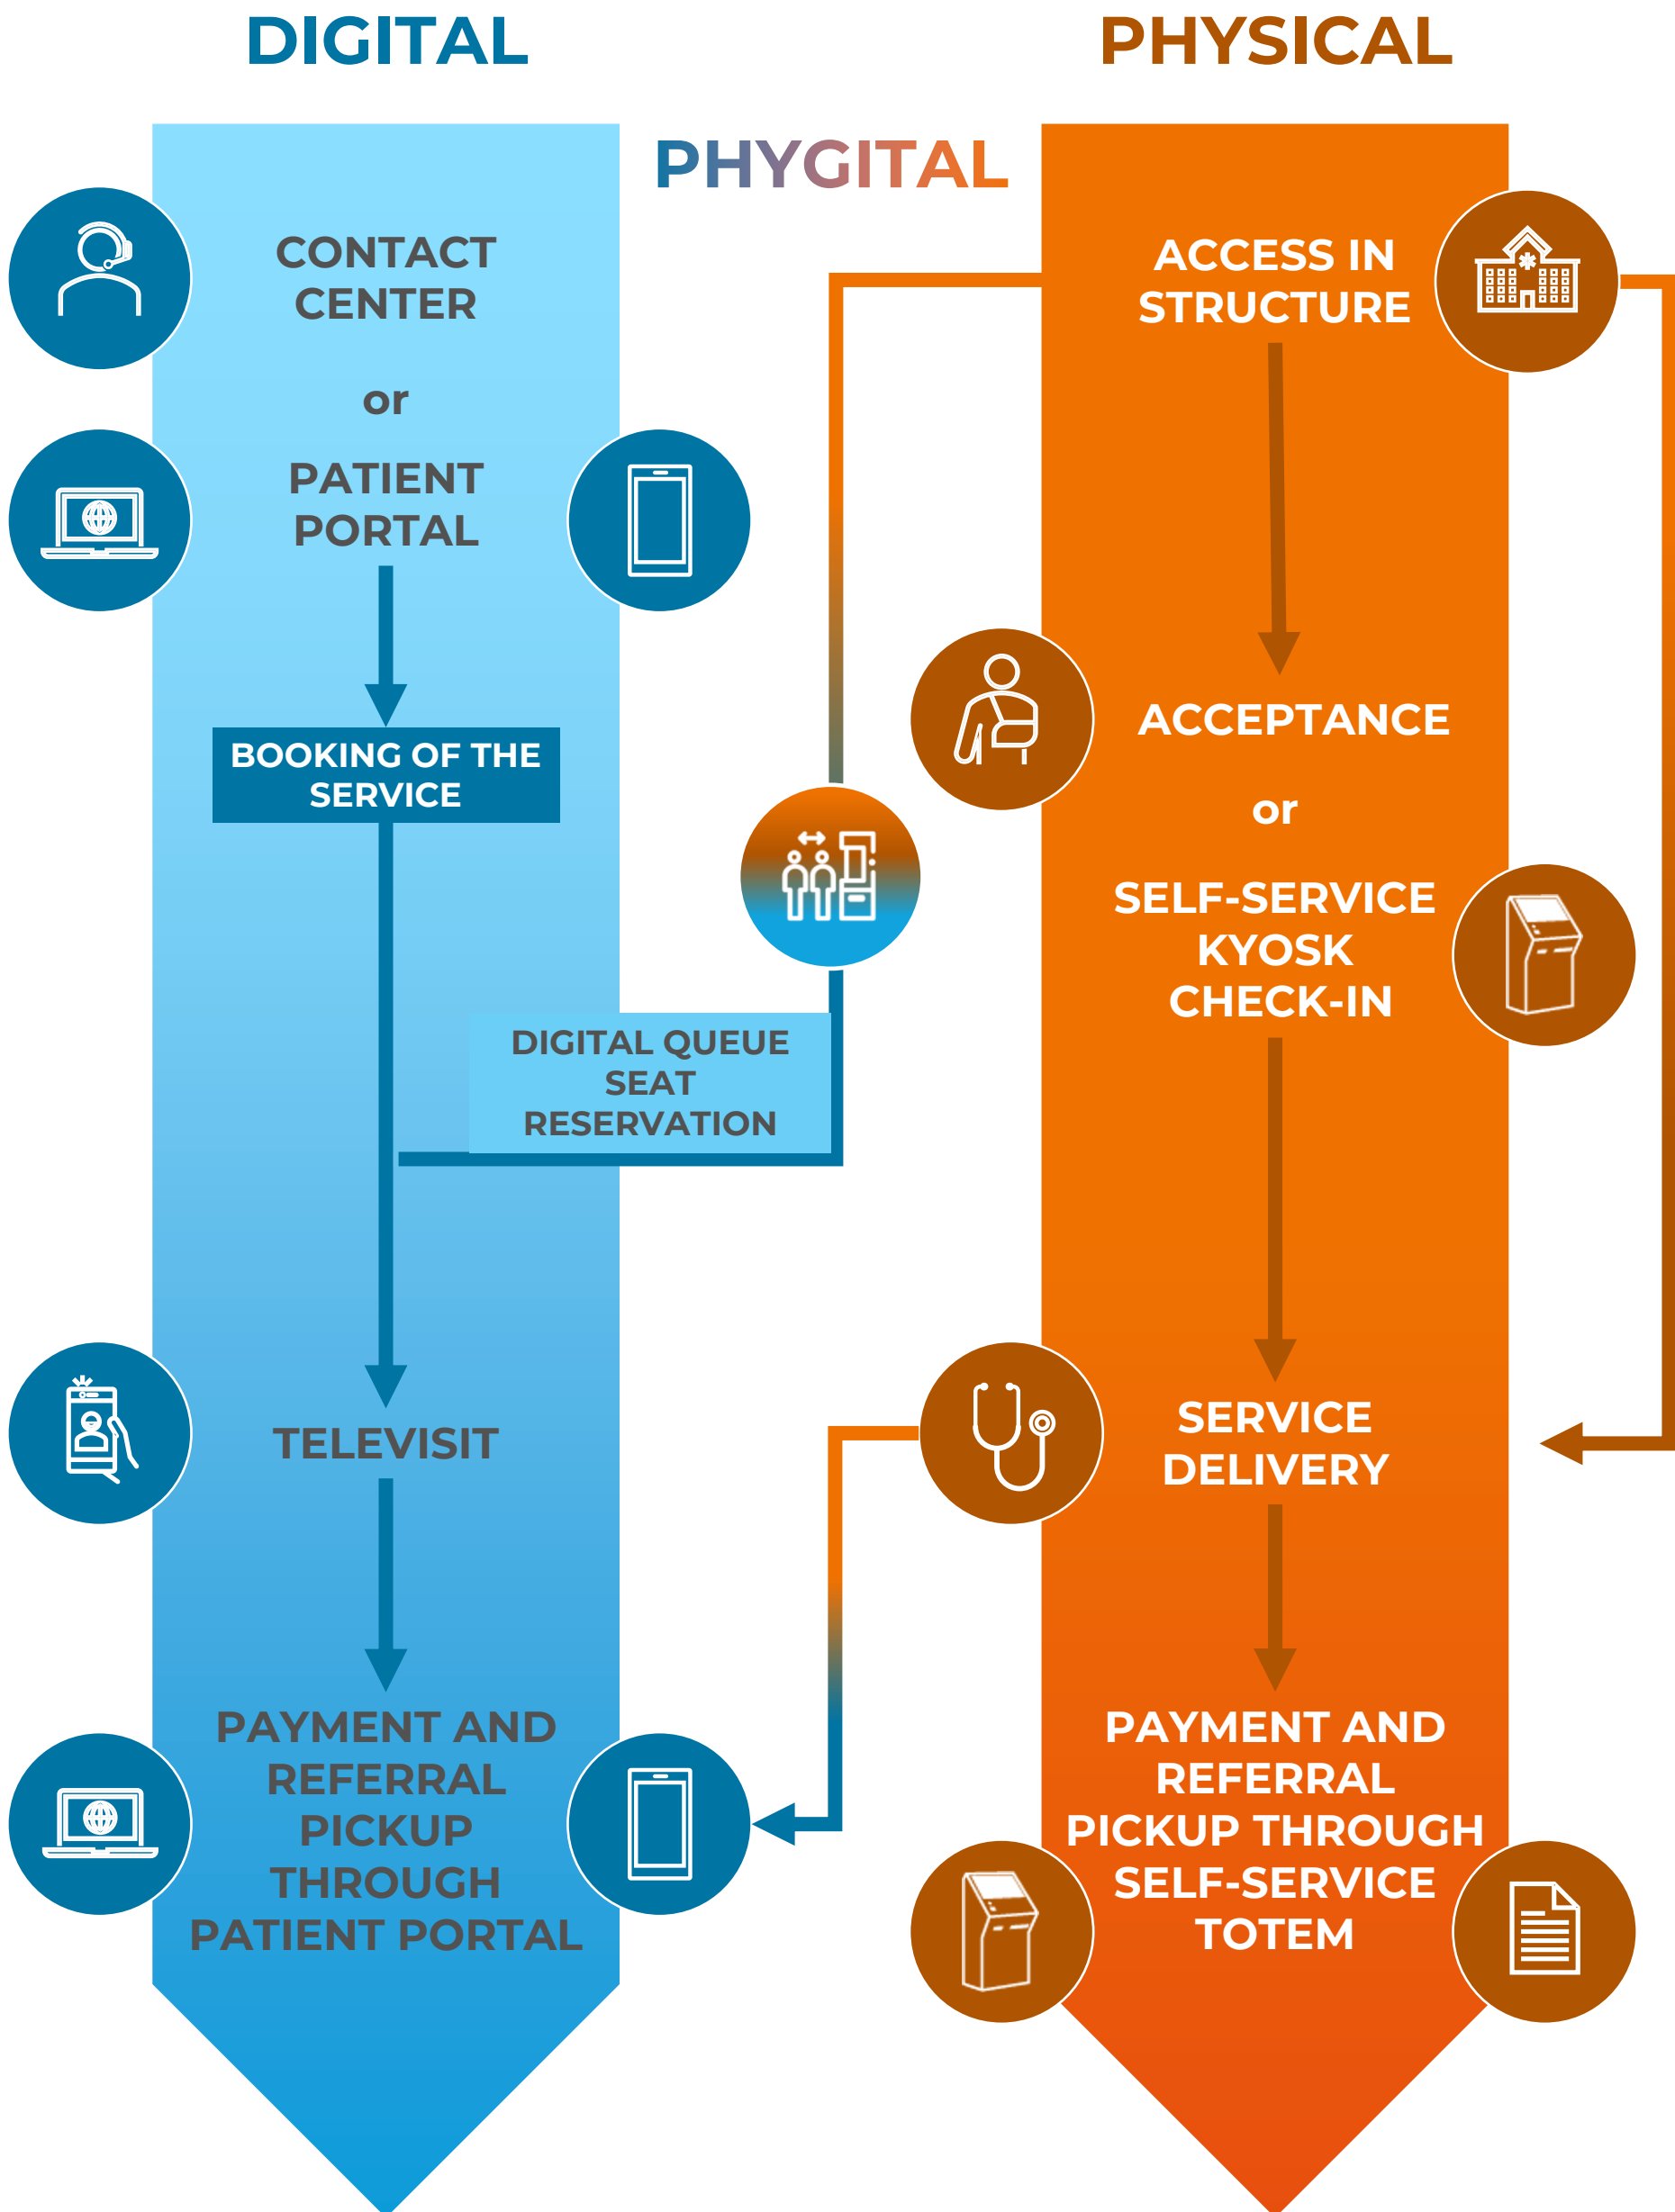 DIGITAL
PHYSICAL
PHYGITAL
CONTACT
CENTER
or
PATIENT
PORTAL
BOOKING OF THE
SERVICE
DIGITAL QUEUE
SEAT
RESERVATION
TELEVISIT
PAYMENT AND
REFERRAL
PICKUP
THROUGH
PATIENT PORTAL
ACCESS IN
STRUCTURE
ACCEPTANCE
or
SELF-SERVICE
KYOSK
CHECK-IN
SERVICE
DELIVERY
PAYMENT AND
REFERRAL
PICKUP THROUGH
SELF-SERVICE
TOTEM